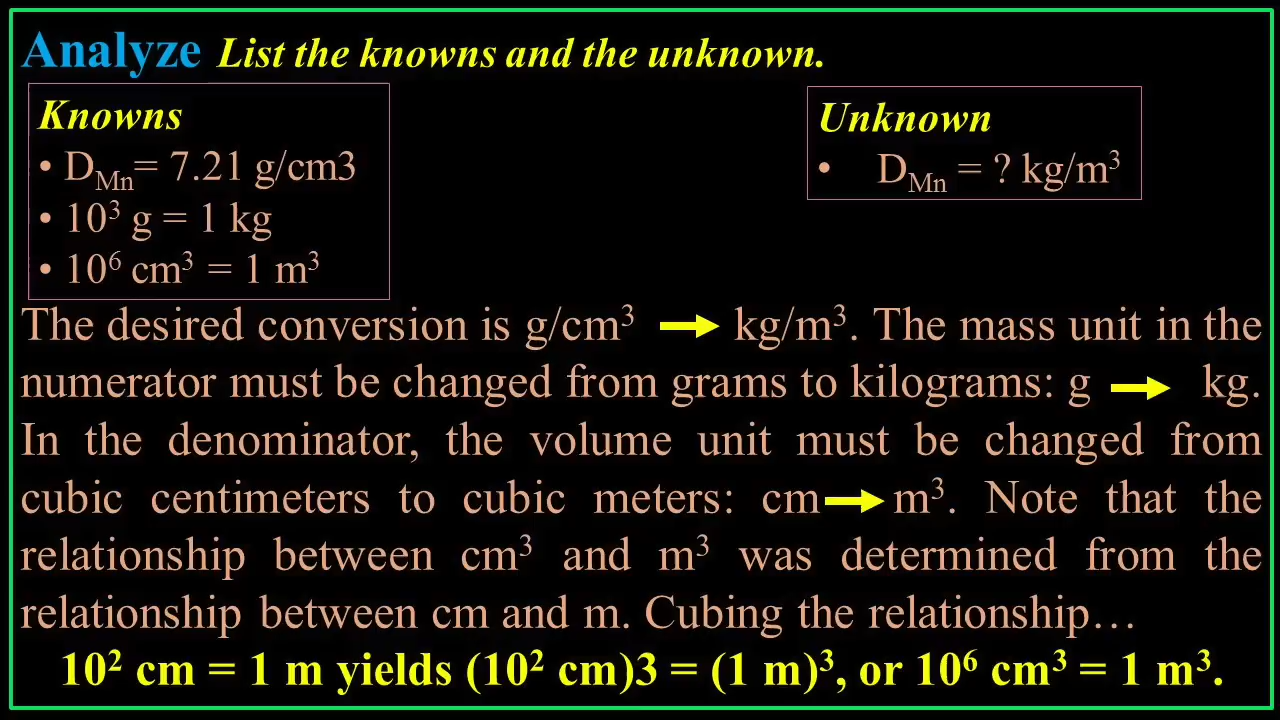 Analyze List the knowns and the unknown.
Knowns
• D_Mn= 7.21 g/cm3
• 10³ g = 1 kg
• 10⁶ cm³ = 1 m³
Unknown
• D_Mn = ? kg/m³
The desired conversion is g/cm³ → kg/m³. The mass unit in the
numerator must be changed from grams to kilograms: g → kg.
In the denominator, the volume unit must be changed from
cubic centimeters to cubic meters: cm→m³. Note that the
relationship between cm³ and m³ was determined from the
relationship between cm and m. Cubing the relationship…
10² cm = 1 m yields (10² cm)3 = (1 m)³, or 10⁶ cm³ = 1 m³.